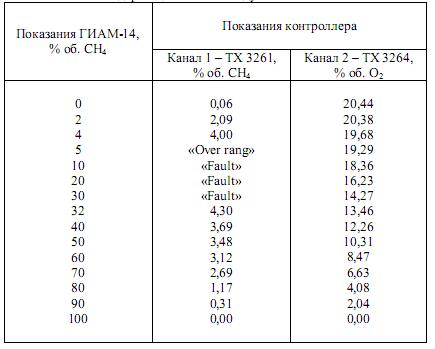 Показания ГИАМ-14, % об. CH₄
Показания контроллера
Канал 1 – ТХ 3261, % об. CH₄
Канал 2 – ТХ 3264, % об. O₂
0 0,06 20,44
2 2,09 20,38
4 4,00 19,68
5 «Over rang» 19,29
10 «Fault» 18,36
20 «Fault» 16,23
30 «Fault» 14,27
32 4,30 13,46
40 3,69 12,26
50 3,48 10,31
60 3,12 8,47
70 2,69 6,63
80 1,17 4,08
90 0,31 2,04
100 0,00 0,00